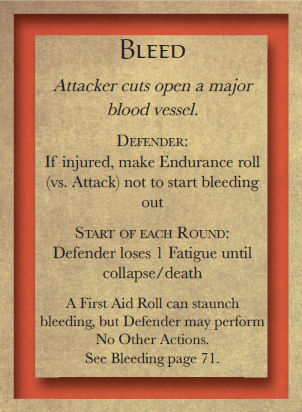 BLEED
Attacker cuts open a major
blood vessel.
DEFENDER:
If injured, make Endurance roll
(vs. Attack) not to start bleeding
out
START OF EACH ROUND:
Defender loses 1 Fatigue until
collapse/death
A First Aid Roll can staunch
bleeding, but Defender may perform
No Other Actions.
See Bleeding page 71.